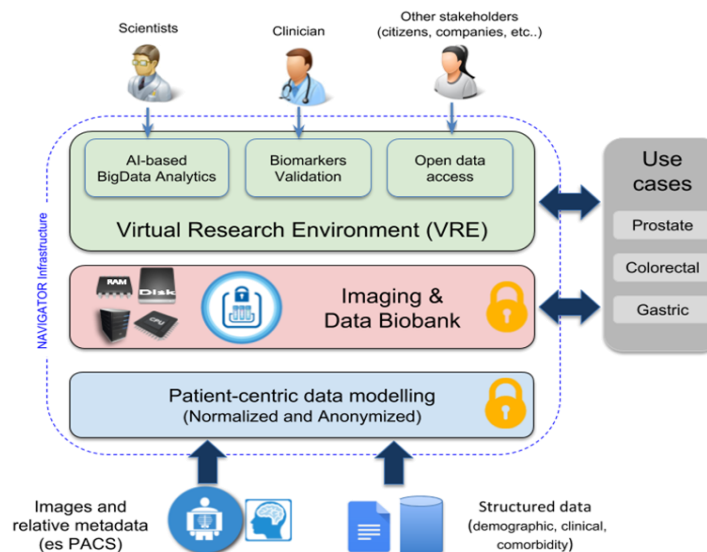 Scientists
Clinician
Other stakeholders
(citizens, companies, etc..)
AI-based
BigData Analytics
Biomarkers
Validation
Open data
access
Virtual Research Environment (VRE)
Use
cases
Prostate
Colorectal
Gastric
NAVIGATOR Infrastructure
RAM
Disk
CPU
Imaging &
Data Biobank
Patient-centric data modelling
(Normalized and Anonymized)
Images and
relative metadata
(es PACS)
Structured data
(demographic, clinical,
comorbidity)